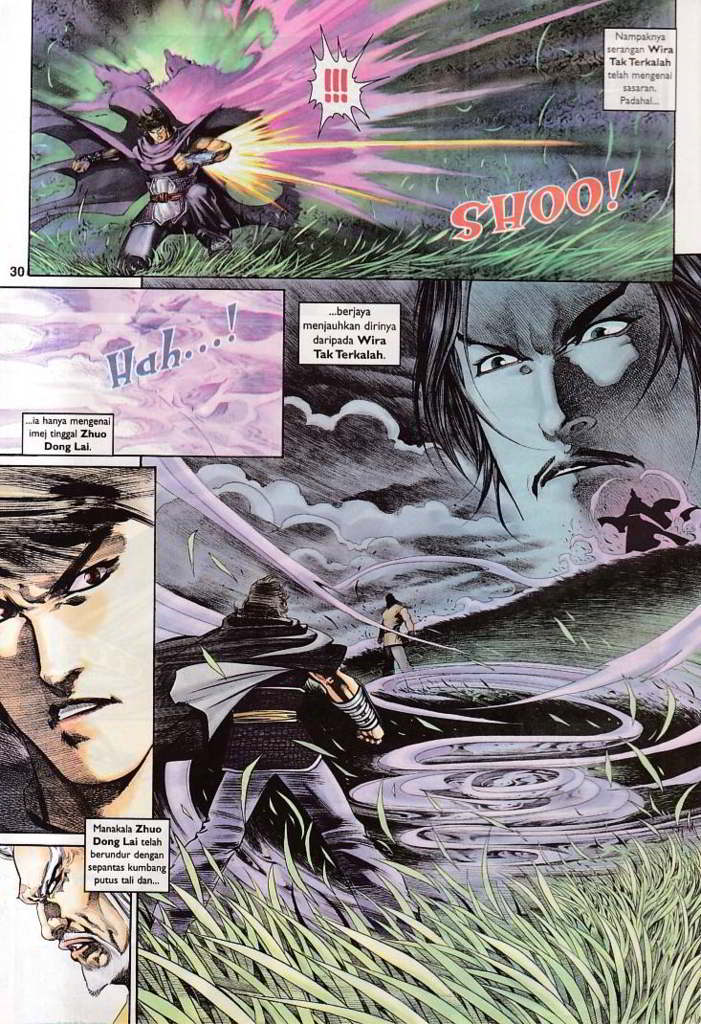 Nampaknya
serangan Wira
Tak Terkalah
telah mengenai
sasaran.
Padahal...
!!!
SHOO!
30
Hah...!
...ia hanya mengenai
imej tinggal Zhuo
Dong Lai.
Manakala Zhuo
Dong Lai telah
berundur dengan
sepantas kumbang
putus tali dan...
...berjaya
menjauhkan dirinya
daripada Wira
Tak Terkalah.